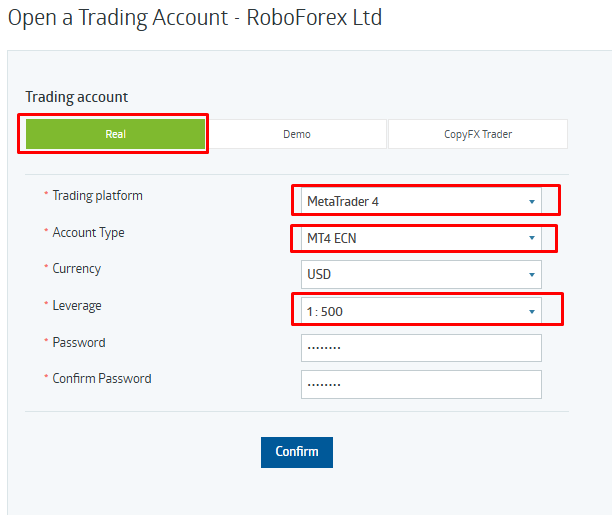 Open a Trading Account - RoboForex Ltd
Trading account
Real Demo CopyFX Trader
* Trading platform MetaTrader 4
* Account Type MT4 ECN
* Currency USD
* Leverage 1 : 500
* Password ········
* Confirm Password ········
Confirm